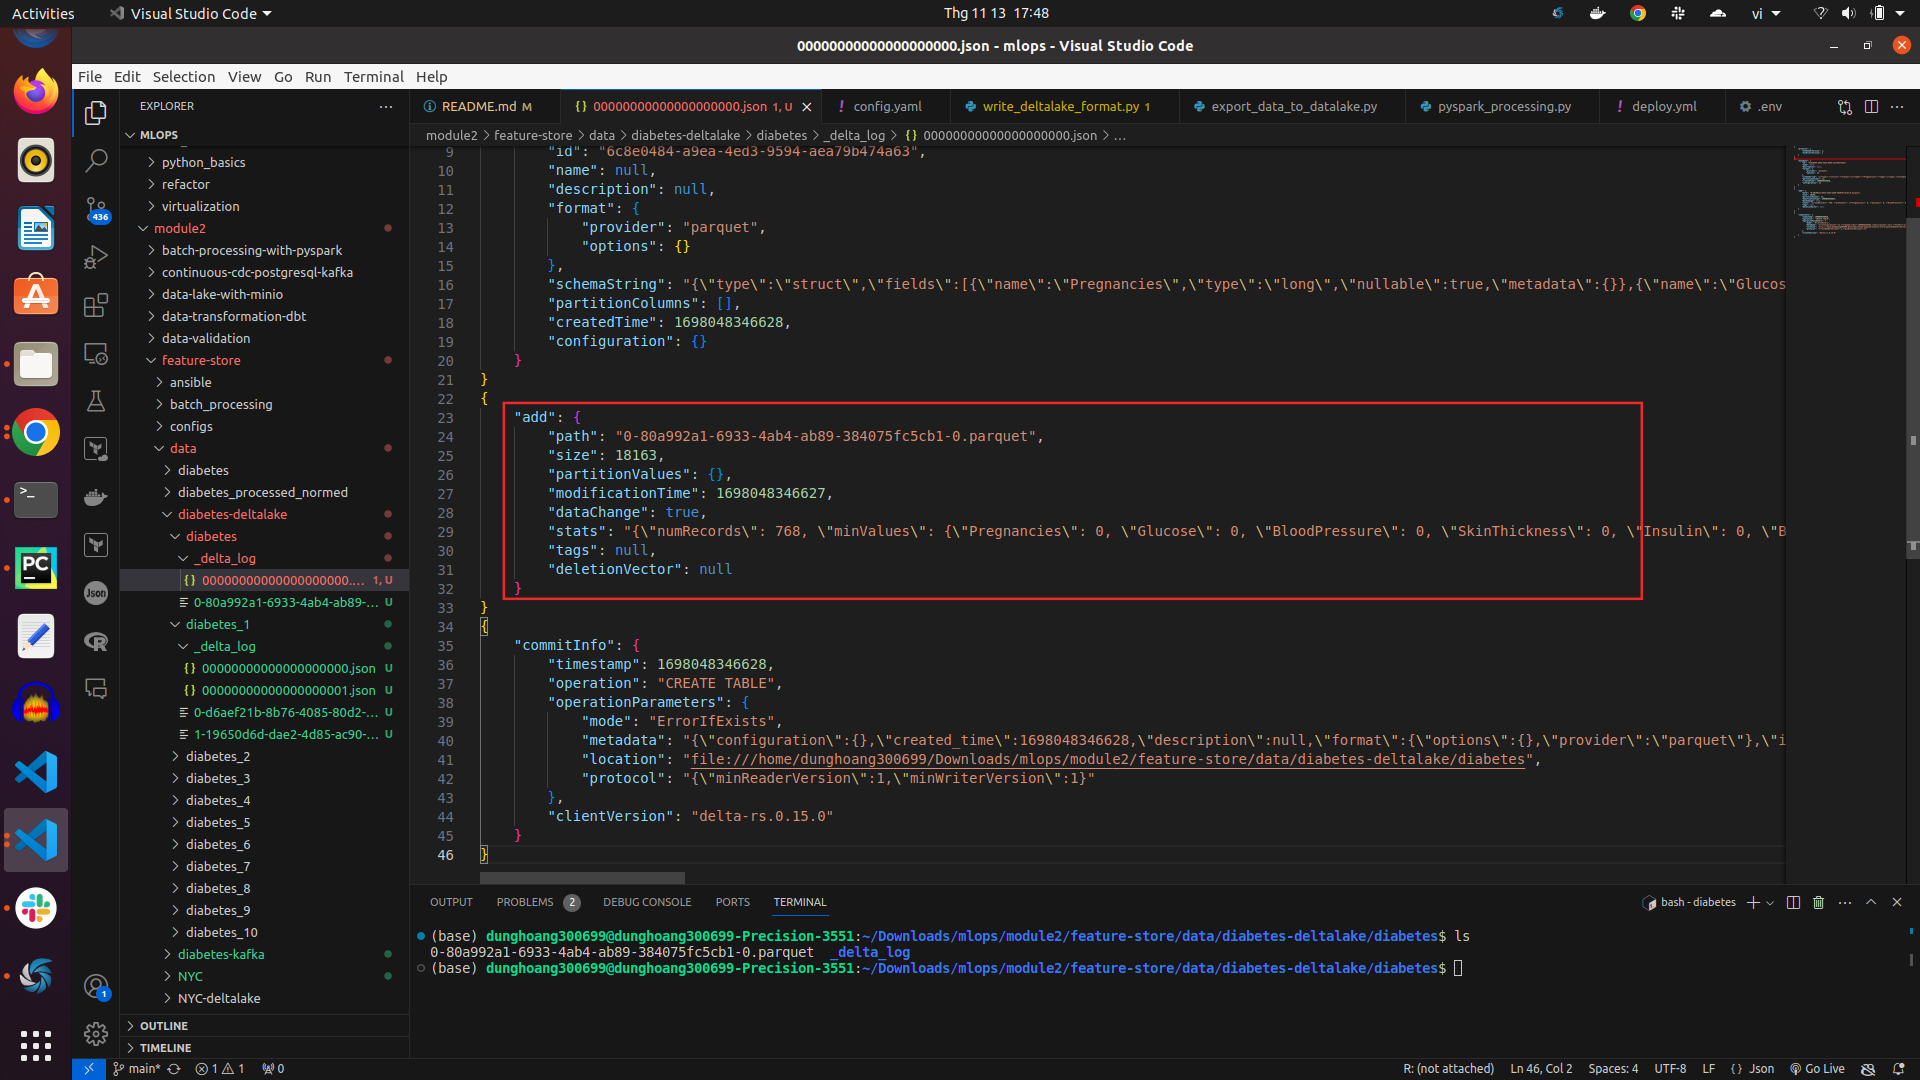 Activities
Visual Studio Code
Thg 11 13 17:48
vi
00000000000000000000.json - mlops - Visual Studio Code
File Edit Selection View Go Run Terminal Help
EXPLORER
README.md M
00000000000000000000.json 1, U
config.yaml
write_deltalake_format.py 1
export_data_to_datalake.py
pyspark_processing.py
deploy.yml
.env
module2 > feature-store > data > diabetes-deltalake > diabetes > _delta_log > {} 00000000000000000000.json > ...
MLOPS
python_basics
refactor
virtualization
module2
batch-processing-with-pyspark
continuous-cdc-postgresql-kafka
data-lake-with-minio
data-transformation-dbt
data-validation
feature-store
ansible
batch_processing
configs
data
diabetes
diabetes_processed_normed
diabetes-deltalake
diabetes
_delta_log
{} 00000000000000000000.... 1, U
0-80a992a1-6933-4ab4-ab89-... U
diabetes_1
_delta_log
{} 00000000000000000000.json U
{} 00000000000000000001.json U
0-d6aef21b-8b76-4085-80d2-... U
1-19650d6d-dae2-4d85-ac90-... U
diabetes_2
diabetes_3
diabetes_4
diabetes_5
diabetes_6
diabetes_7
diabetes_8
diabetes_9
diabetes_10
diabetes-kafka
NYC
NYC-deltalake
OUTLINE
TIMELINE
436
Json
1
9 "id": "6c8e0484-a9ea-4ed3-9594-aea79b474a63",
10 "name": null,
11 "description": null,
12 "format": {
13 "provider": "parquet",
14 "options": {}
15 },
16 "schemaString": "{\"type\":\"struct\",\"fields\":[{\"name\":\"Pregnancies\",\"type\":\"long\",\"nullable\":true,\"metadata\":{}},{\"name\":\"Glucos
17 "partitionColumns": [],
18 "createdTime": 1698048346628,
19 "configuration": {}
20 }
21 }
22 {
23 "add": {
24 "path": "0-80a992a1-6933-4ab4-ab89-384075fc5cb1-0.parquet",
25 "size": 18163,
26 "partitionValues": {},
27 "modificationTime": 1698048346627,
28 "dataChange": true,
29 "stats": "{\"numRecords\": 768, \"minValues\": {\"Pregnancies\": 0, \"Glucose\": 0, \"BloodPressure\": 0, \"SkinThickness\": 0, \"Insulin\": 0, \"B
30 "tags": null,
31 "deletionVector": null
32 }
33 }
34 {
35 "commitInfo": {
36 "timestamp": 1698048346628,
37 "operation": "CREATE TABLE",
38 "operationParameters": {
39 "mode": "ErrorIfExists",
40 "metadata": "{\"configuration\":{},\"created_time\":1698048346628,\"description\":null,\"format\":{\"options\":{},\"provider\":\"parquet\"},\"i
41 "location": "file:///home/dunghoang300699/Downloads/mlops/module2/feature-store/data/diabetes-deltalake/diabetes",
42 "protocol": "{\"minReaderVersion\":1,\"minWriterVersion\":1}"
43 },
44 "clientVersion": "delta-rs.0.15.0"
45 }
46 }
OUTPUT PROBLEMS 2 DEBUG CONSOLE PORTS TERMINAL
bash - diabetes
(base) dunghoang300699@dunghoang300699-Precision-3551:~/Downloads/mlops/module2/feature-store/data/diabetes-deltalake/diabetes$ ls
0-80a992a1-6933-4ab4-ab89-384075fc5cb1-0.parquet _delta_log
(base) dunghoang300699@dunghoang300699-Precision-3551:~/Downloads/mlops/module2/feature-store/data/diabetes-deltalake/diabetes$
main* 1 1 0
R: (not attached) Ln 46, Col 2 Spaces: 4 UTF-8 LF {} Json Go Live